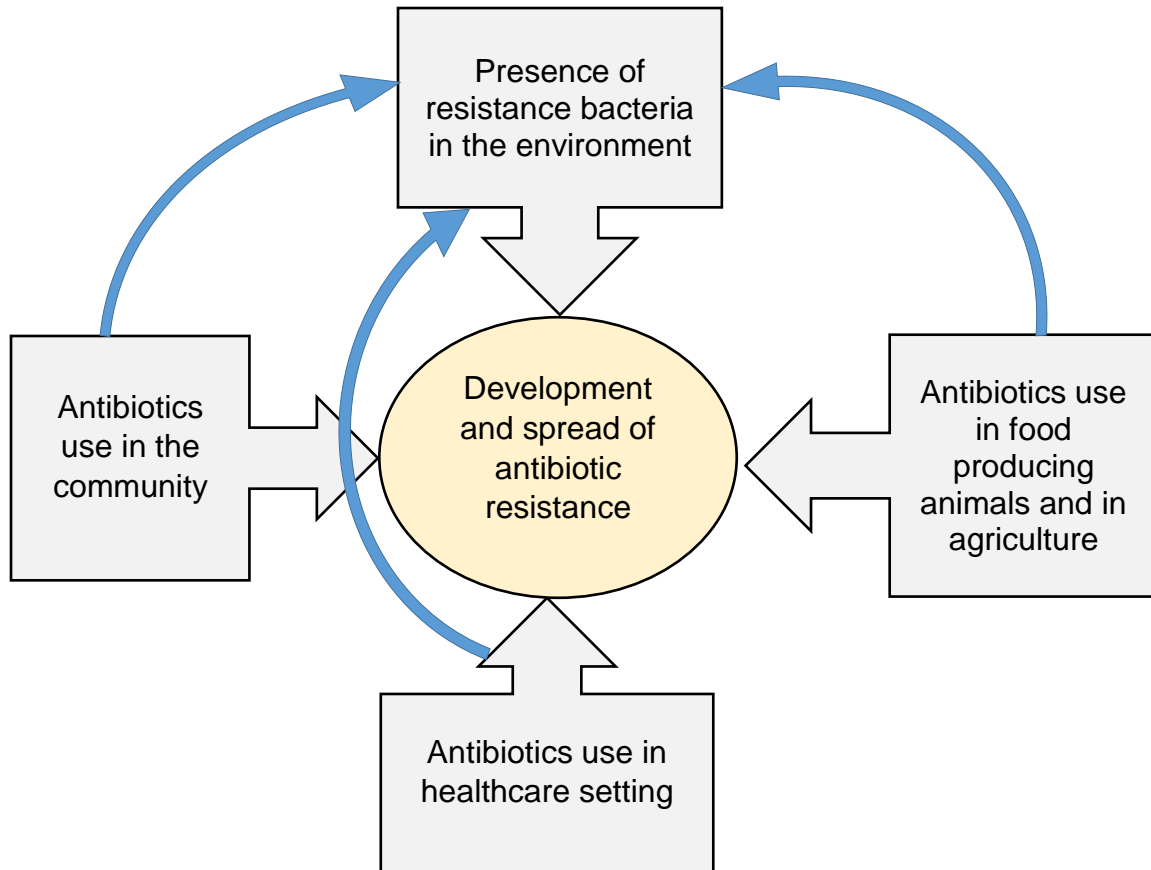 Presence of
resistance bacteria
in the environment
Antibiotics
use in the
community
Development
and spread of
antibiotic
resistance
Antibiotics use
in food
producing
animals and in
agriculture
Antibiotics use in
healthcare setting